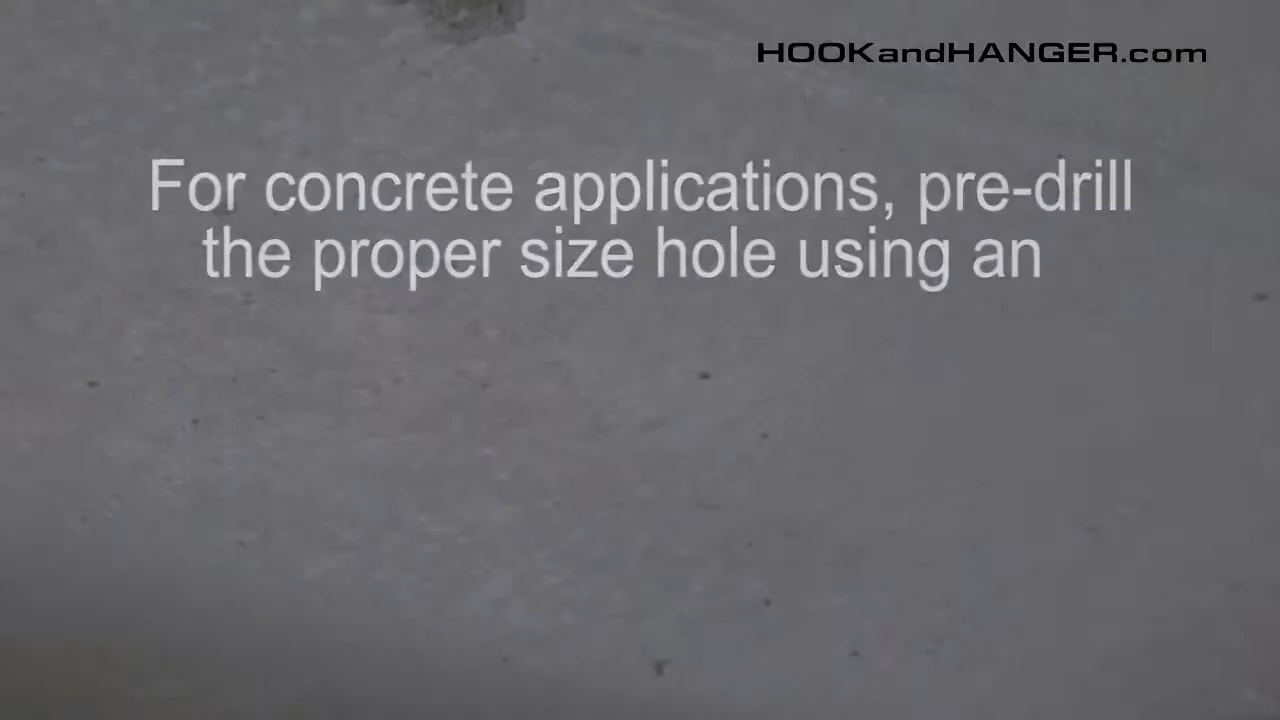 HOOKandHANGER.com
For concrete applications, pre-drill
the proper size hole using an